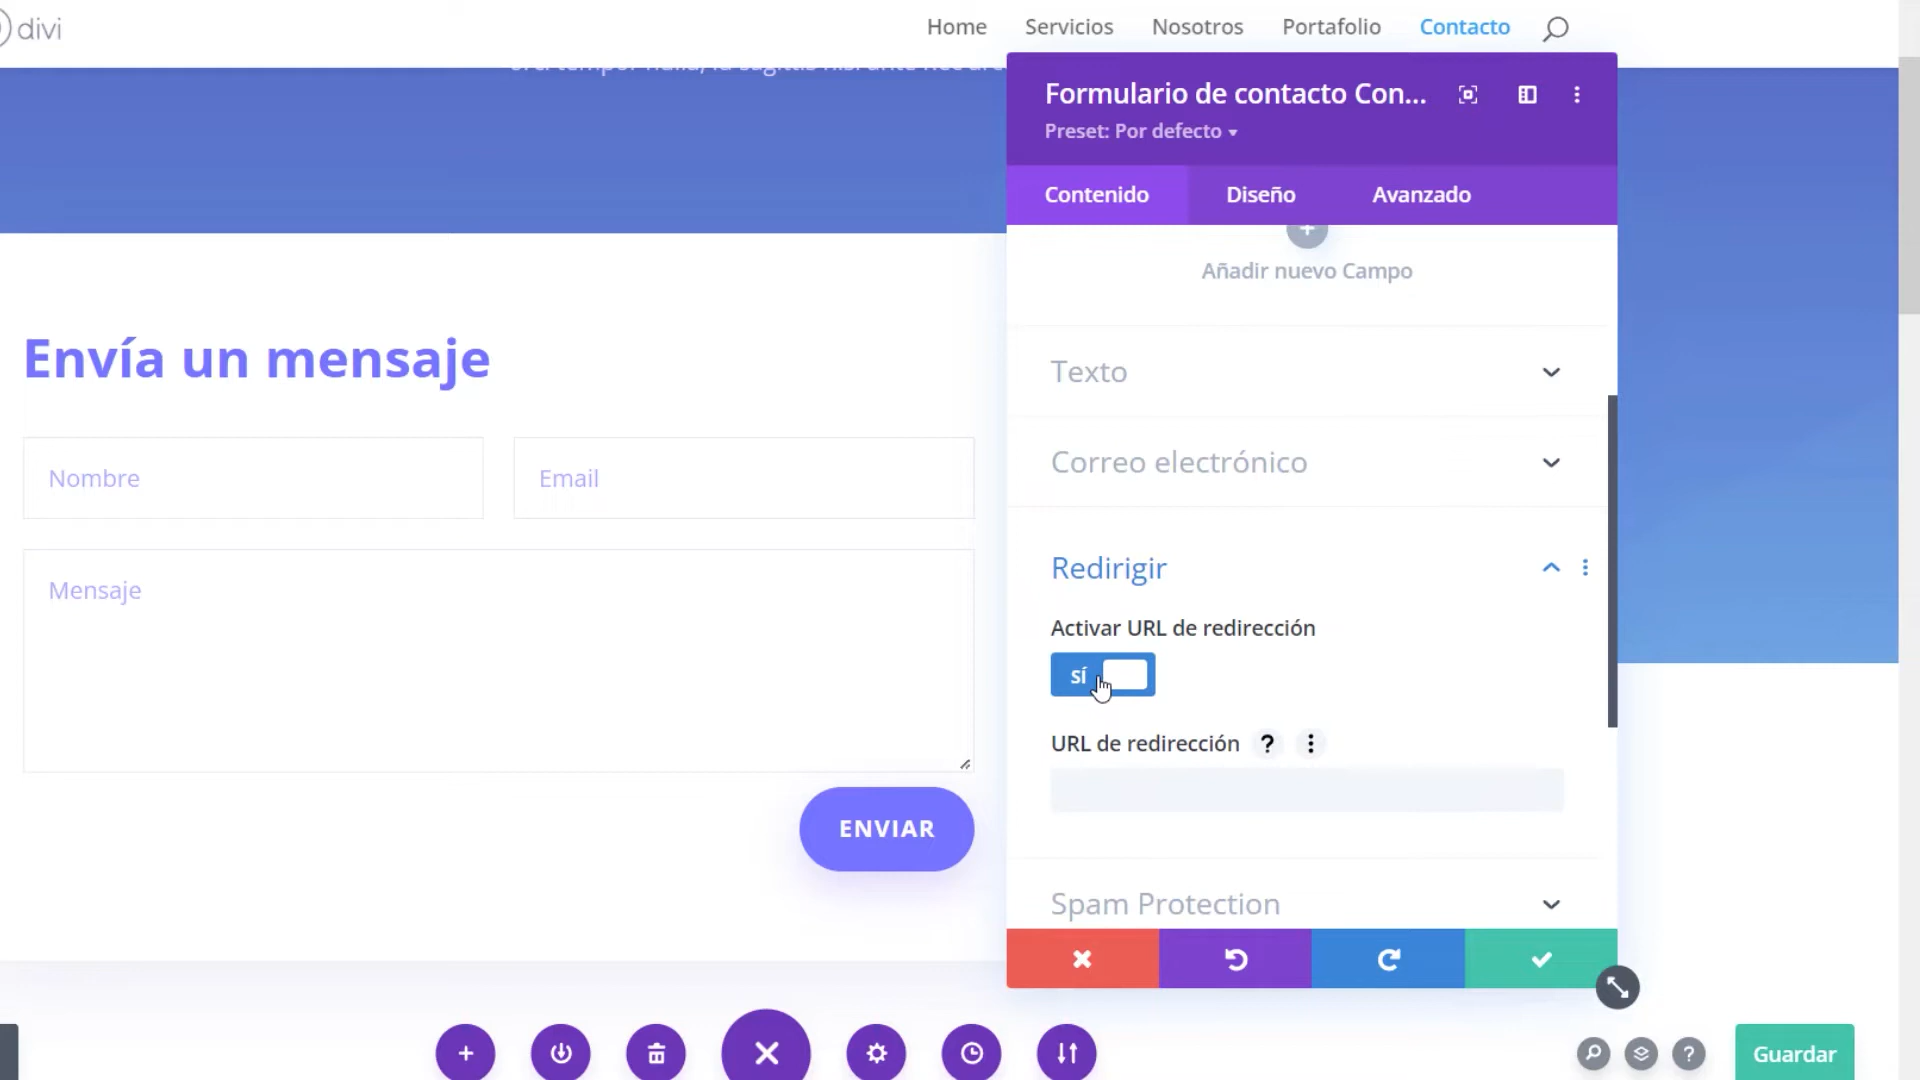 divi
Home Servicios Nosotros Portafolio Contacto
Formulario de contacto Con...
Preset: Por defecto
Contenido Diseño Avanzado
Añadir nuevo Campo
Texto
Correo electrónico
Redirigir
Activar URL de redirección
SÍ
URL de redirección ?
Spam Protection
Envía un mensaje
Nombre Email
Mensaje
ENVIAR
? Guardar